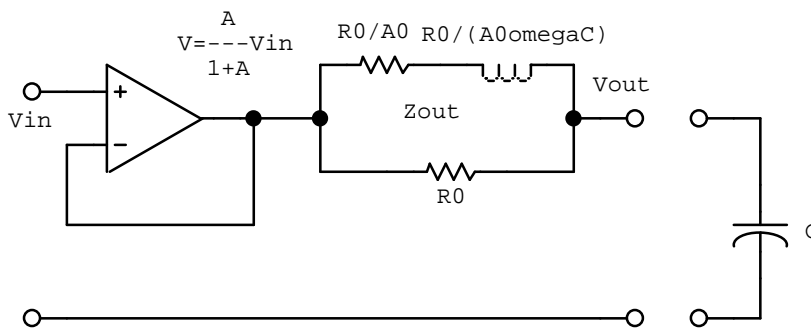 A
V=---Vin
1+A
R0/A0 R0/(A0omegaC)
+
Vin
−
Zout
Vout
R0
C